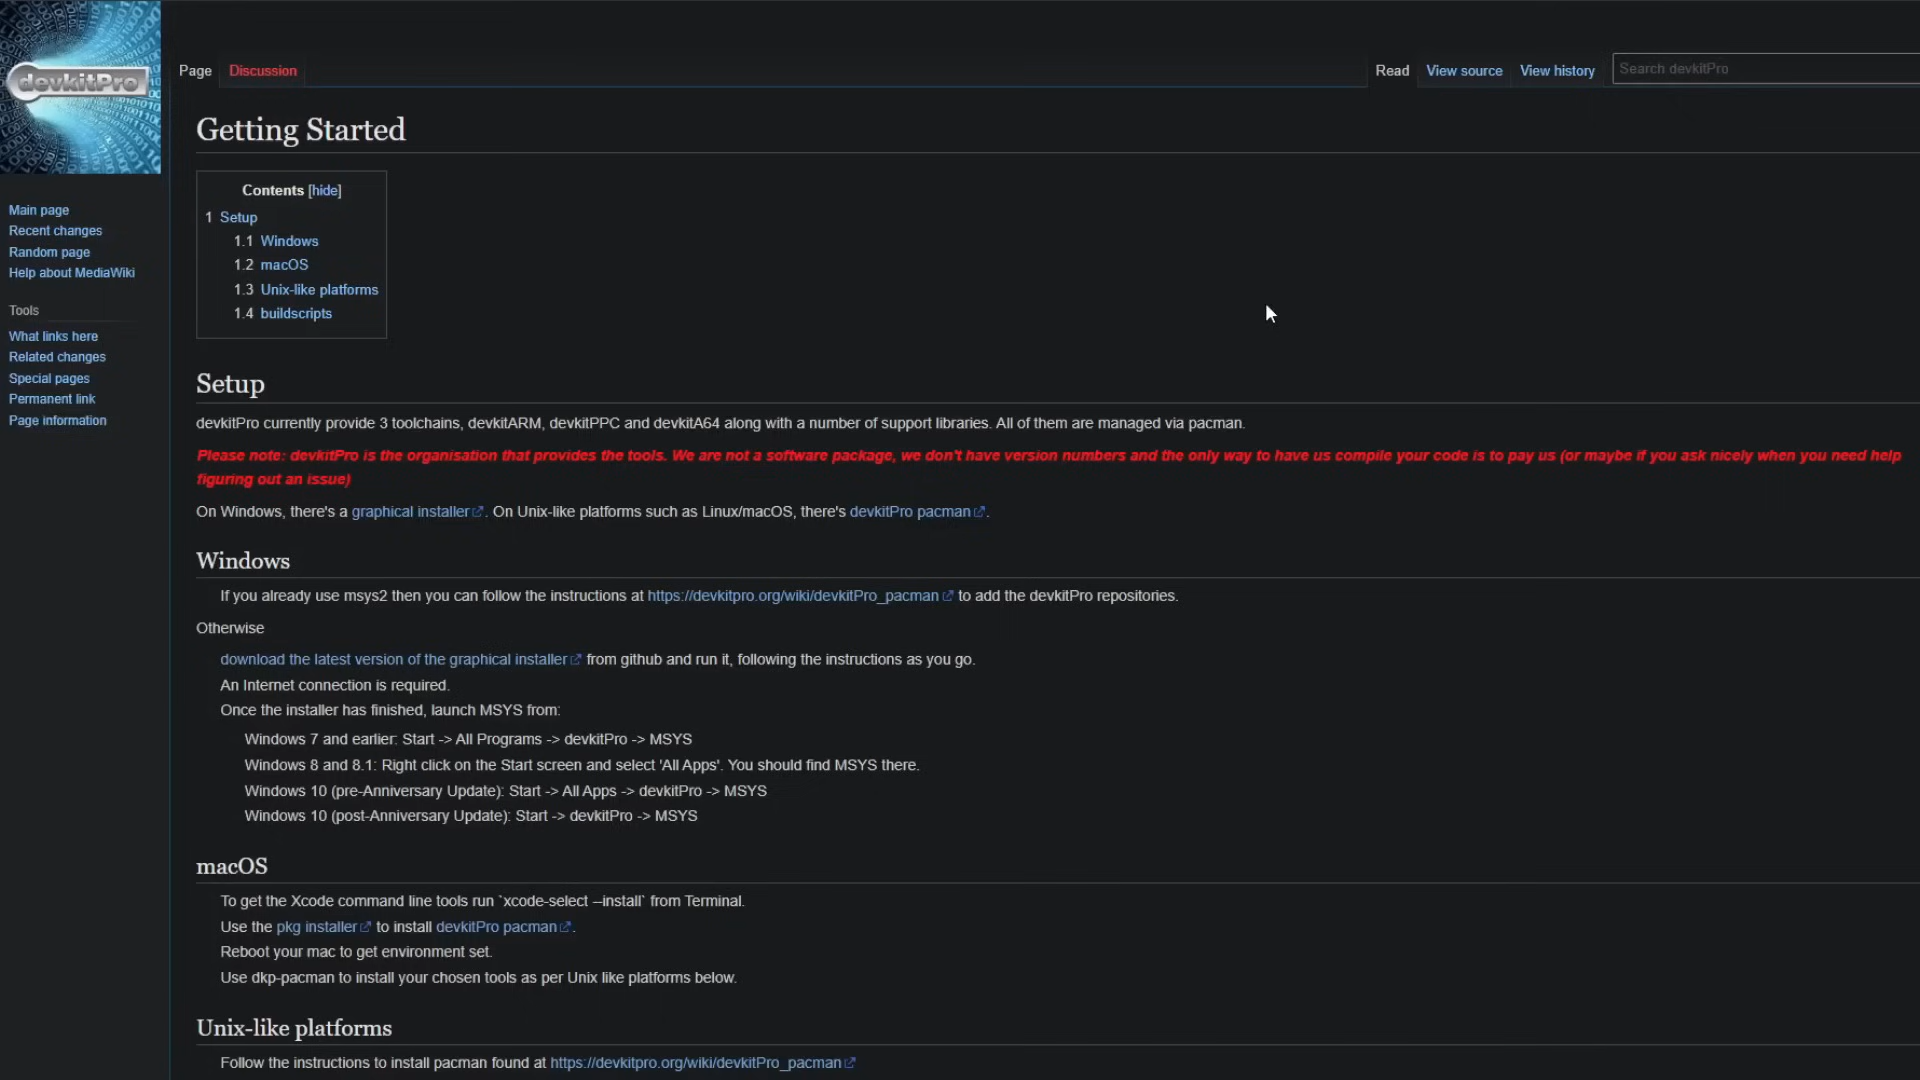 devkitPro
Page
Discussion
Read
View source
View history
Search devkitPro
Getting Started
Contents [hide]
1 Setup
1.1 Windows
1.2 macOS
1.3 Unix-like platforms
1.4 buildscripts
Main page
Recent changes
Random page
Help about MediaWiki
Tools
What links here
Related changes
Special pages
Permanent link
Page information
Setup
devkitPro currently provide 3 toolchains, devkitARM, devkitPPC and devkitA64 along with a number of support libraries. All of them are managed via pacman.
Please note: devkitPro is the organisation that provides the tools. We are not a software package, we don't have version numbers and the only way to have us compile your code is to pay us (or maybe if you ask nicely when you need help
figuring out an issue)
On Windows, there's a graphical installer. On Unix-like platforms such as Linux/macOS, there's devkitPro pacman.
Windows
If you already use msys2 then you can follow the instructions at https://devkitpro.org/wiki/devkitPro_pacman to add the devkitPro repositories.
Otherwise
download the latest version of the graphical installer from github and run it, following the instructions as you go.
An Internet connection is required.
Once the installer has finished, launch MSYS from:
Windows 7 and earlier: Start -> All Programs -> devkitPro -> MSYS
Windows 8 and 8.1: Right click on the Start screen and select 'All Apps'. You should find MSYS there.
Windows 10 (pre-Anniversary Update): Start -> All Apps -> devkitPro -> MSYS
Windows 10 (post-Anniversary Update): Start -> devkitPro -> MSYS
macOS
To get the Xcode command line tools run `xcode-select --install` from Terminal.
Use the pkg installer to install devkitPro pacman.
Reboot your mac to get environment set.
Use dkp-pacman to install your chosen tools as per Unix like platforms below.
Unix-like platforms
Follow the instructions to install pacman found at https://devkitpro.org/wiki/devkitPro_pacman